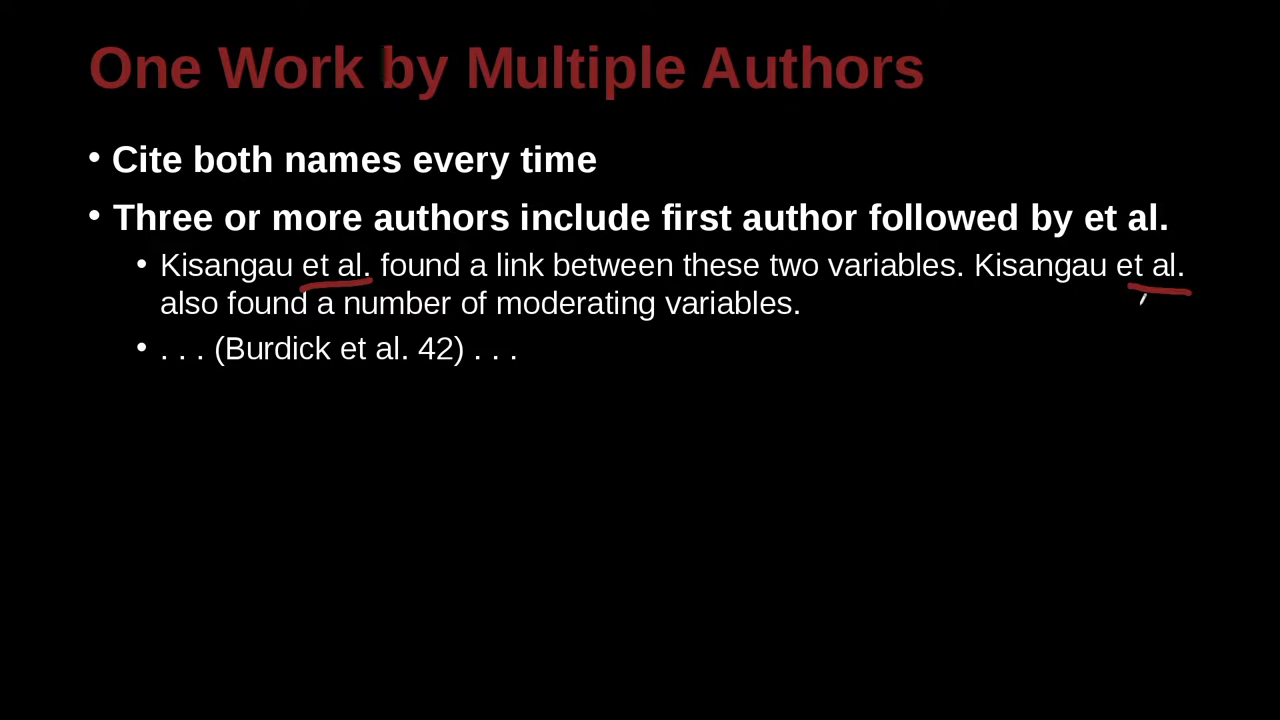 One Work by Multiple Authors
• Cite both names every time
• Three or more authors include first author followed by et al.
• Kisangau et al. found a link between these two variables. Kisangau et al.
also found a number of moderating variables.
• . . . (Burdick et al. 42) . . .